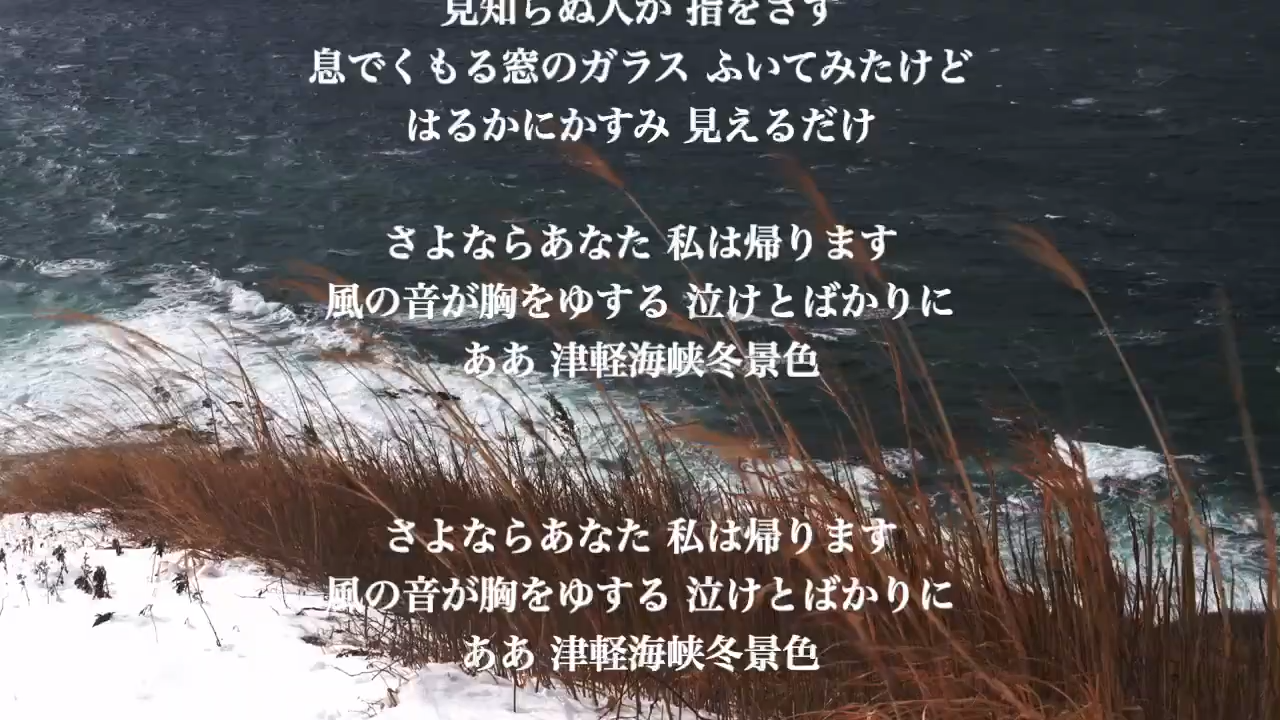 見知らぬ人が 指をさす
息でくもる窓のガラス ふいてみたけど
はるかにかすみ 見えるだけ
さよならあなた 私は帰ります
風の音が胸をゆする 泣けとばかりに
ああ 津軽海峡冬景色
さよならあなた 私は帰ります
風の音が胸をゆする 泣けとばかりに
ああ 津軽海峡冬景色